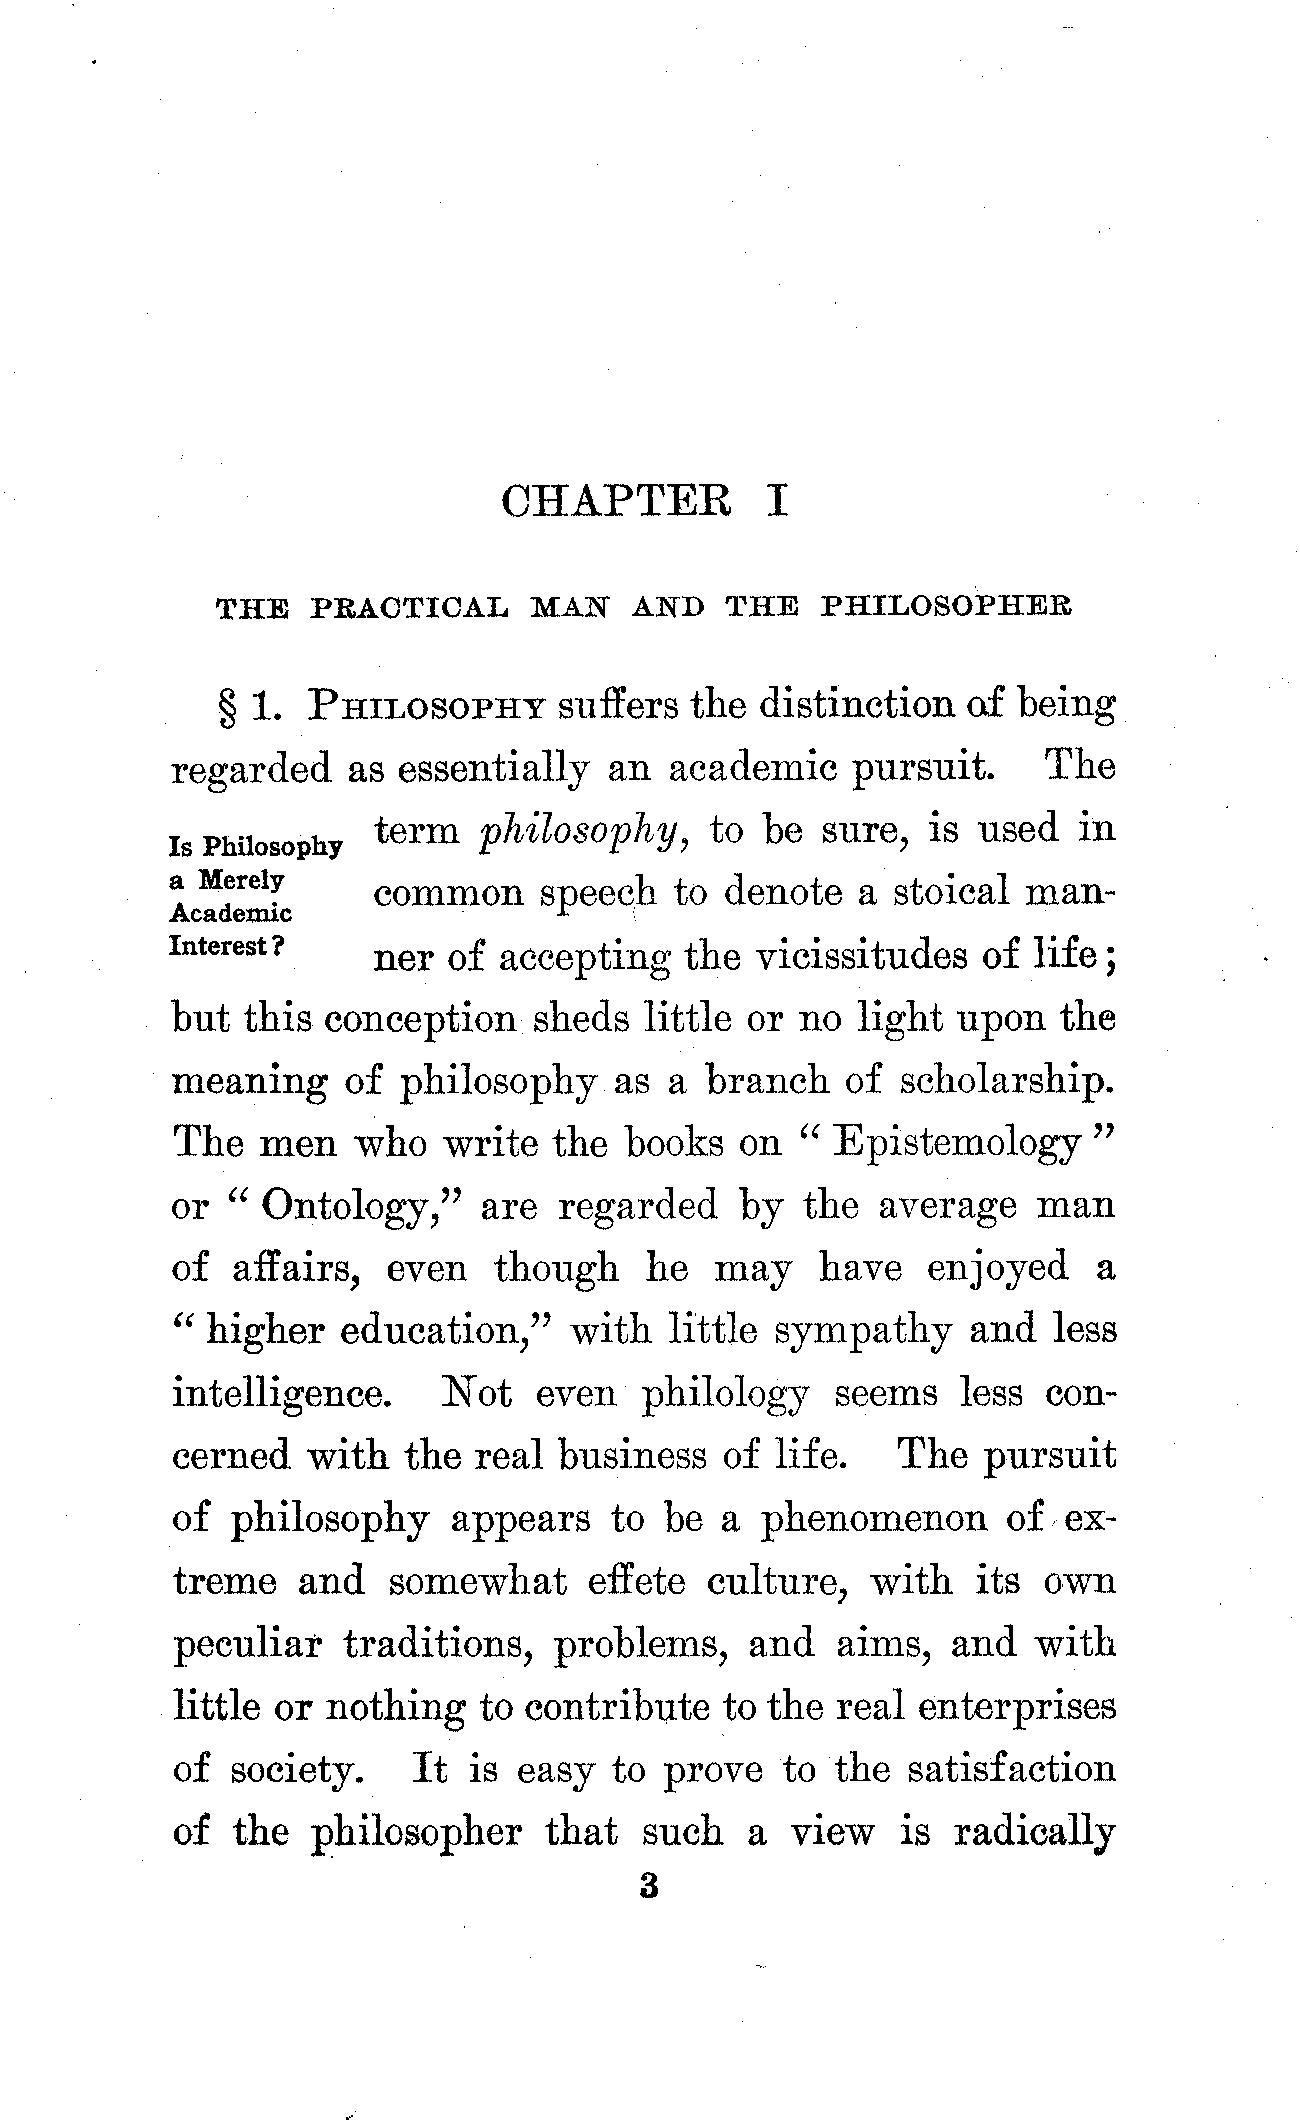 CHAPTER I
THE PRACTICAL MAN AND THE PHILOSOPHER
§ 1. PHILOSOPHY suffers the distinction of being
regarded as essentially an academic pursuit. The
Is Philosophy
a Merely
Academic
Interest?
term philosophy, to be sure, is used in
common speech to denote a stoical man-
ner of accepting the vicissitudes of life;
but this conception sheds little or no light upon the
meaning of philosophy as a branch of scholarship.
The men who write the books on “ Epistemology ”
or “ Ontology,” are regarded by the average man
of affairs, even though he may have enjoyed a
“ higher education,” with little sympathy and less
intelligence. Not even philology seems less con-
cerned with the real business of life. The pursuit
of philosophy appears to be a phenomenon of ex-
treme and somewhat effete culture, with its own
peculiar traditions, problems, and aims, and with
little or nothing to contribute to the real enterprises
of society. It is easy to prove to the satisfaction
of the philosopher that such a view is radically
3